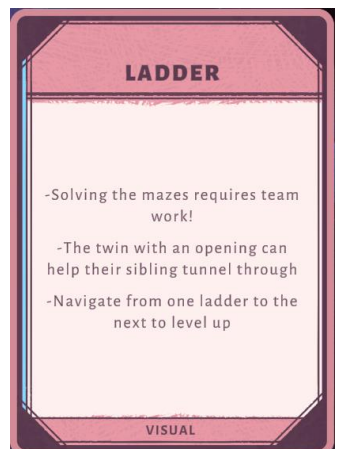 LADDER
-Solving the mazes requires team
work!
-The twin with an opening can
help their sibling tunnel through
-Navigate from one ladder to the
next to level up
VISUAL